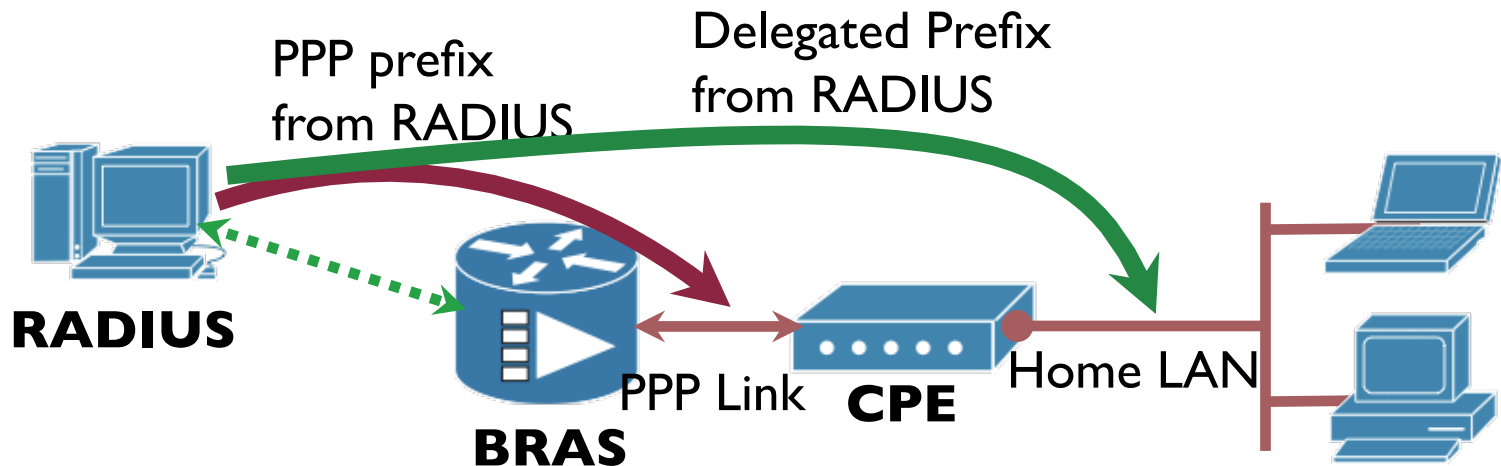 PPP prefix
from RADIUS
Delegated Prefix
from RADIUS
RADIUS
BRAS
PPP Link
CPE
Home LAN